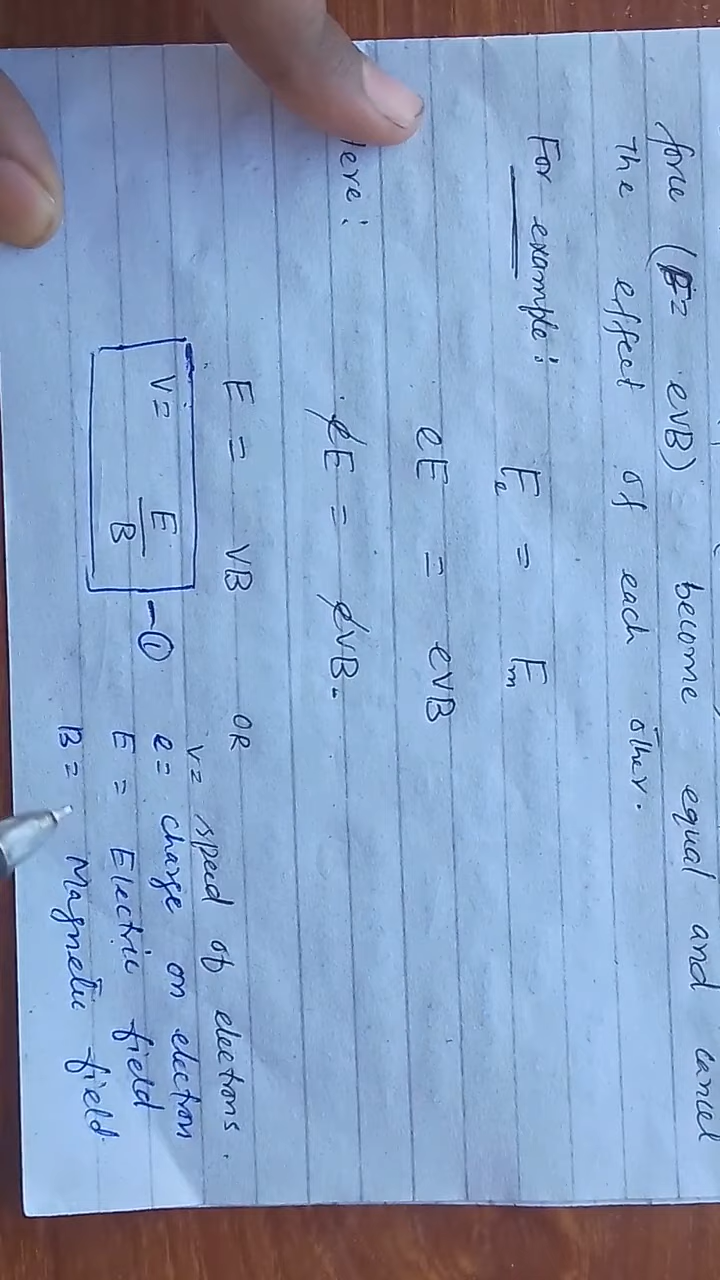 force (F= eVB) become equal and cancel
the effect of each other.
For example: Fe = Fm
eE = eVB
Here: eE = eVB.
E = VB OR
V = E/B —① V= speed of electrons.
e= charge on electron
E = Electric field
B = Magnetic field